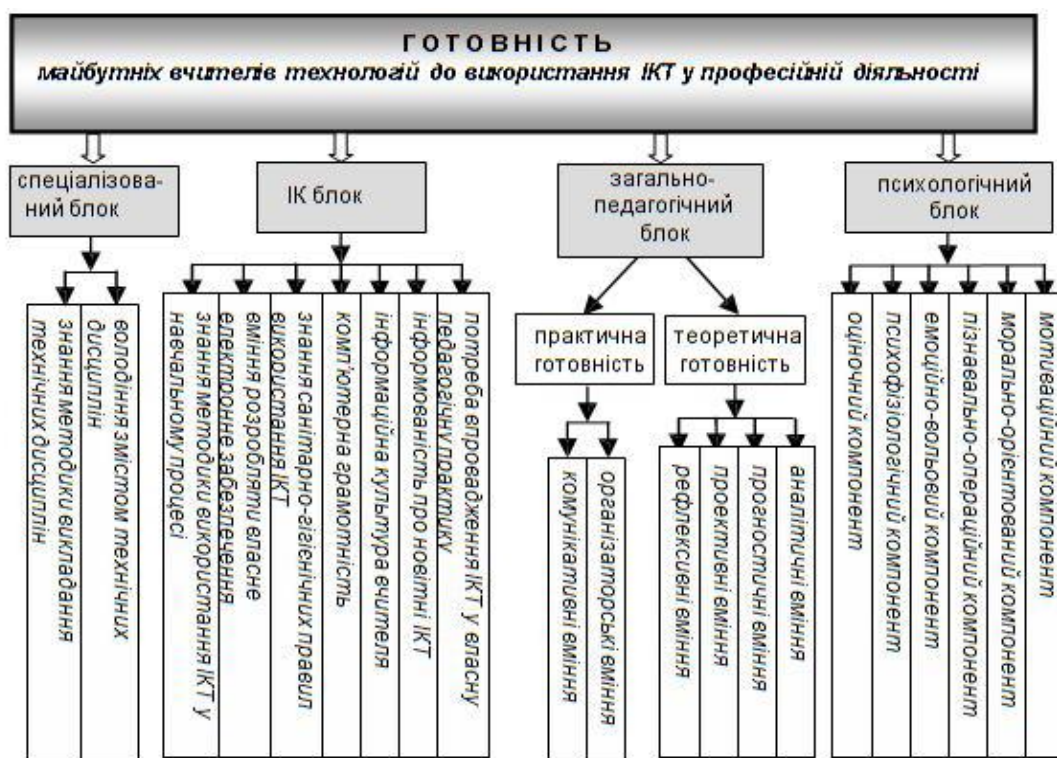 ГОТОВНІСТЬ
майбутніх вчителів технологій до використання ІКТ у професійній діяльності
спеціалізова-
ний блок
ІК блок
загально-
педагогічний
блок
психологічний
блок
знання методики викладання
технічних дисциплін
володіння змістом технічних
дисциплін
знання методики використання ІКТ у
навчальному процесі
вміння розробляти власне
електронне забезпечення
знання санітарно-гігієнічних правил
використання ІКТ
комп'ютерна грамотність
інформаційна культура вчителя
інформованість про новітні ІКТ
потреба впровадження ІКТ у власну
педагогічну практику
практична
готовність
теоретична
готовність
комунікативні вміння
організаторські вміння
рефлексивні вміння
проективні вміння
прогностичні вміння
аналітичні вміння
оціночний компонент
психофізіологічний компонент
емоційно-вольовий компонент
пізнавально-операційний компонент
морально-орієнтований компонент
мотиваційний компонент